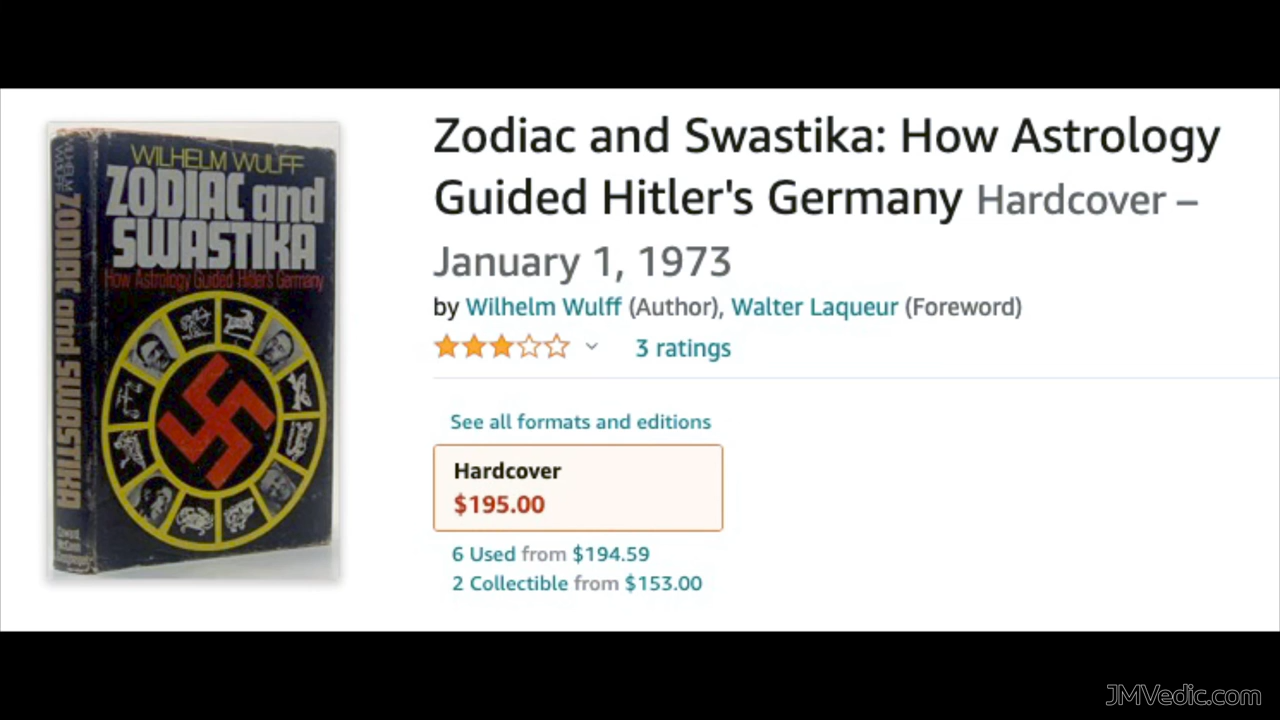 WILHELM WULFF
ZODIAC and
SWASTIKA
How Astrology Guided Hitler's Germany
WILHELM WULFF ZODIAC and SWASTIKA
Zodiac and Swastika: How Astrology
Guided Hitler's Germany Hardcover –
January 1, 1973
by Wilhelm Wulff (Author), Walter Laqueur (Foreword)
3 ratings
See all formats and editions
Hardcover
$195.00
6 Used from $194.59
2 Collectible from $153.00
JMVedic.com